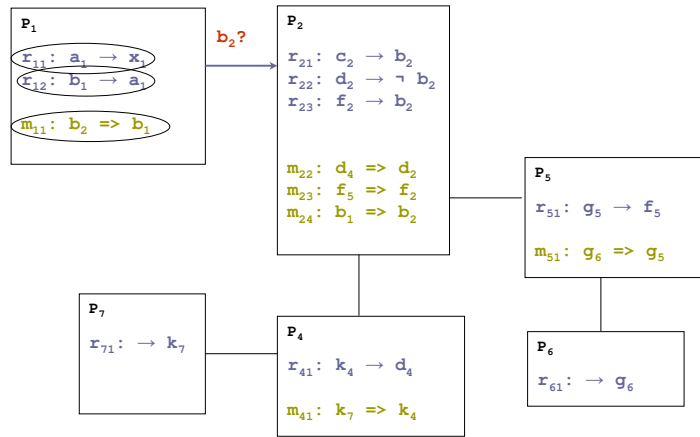 P₁
r₁₁: a₁ → x₁
r₁₂: b₁ → a₁
m₁₁: b₂ => b₁
b₂?
P₂
r₂₁: c₂ → b₂
r₂₂: d₂ → ¬ b₂
r₂₃: f₂ → b₂
m₂₂: d₄ => d₂
m₂₃: f₅ => f₂
m₂₄: b₁ => b₂
P₅
r₅₁: g₅ → f₅
m₅₁: g₆ => g₅
P₇
r₇₁: → k₇
P₄
r₄₁: k₄ → d₄
m₄₁: k₇ => k₄
P₆
r₆₁: → g₆